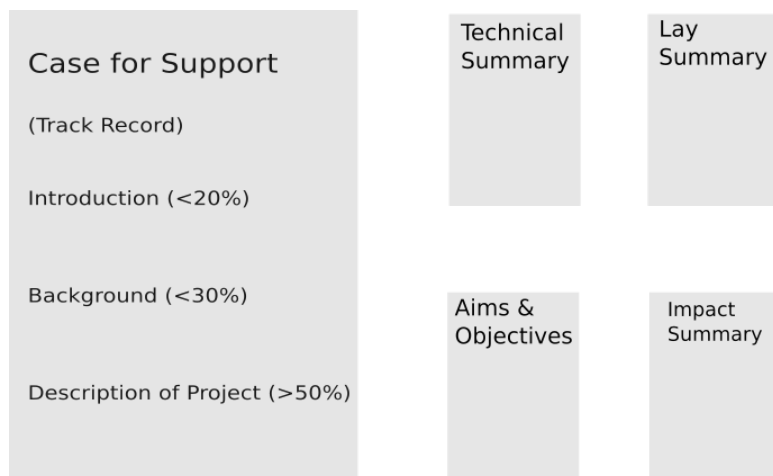 Case for Support
(Track Record)
Introduction (<20%)
Background (<30%)
Description of Project (>50%)
Technical
Summary
Lay
Summary
Aims &
Objectives
Impact
Summary